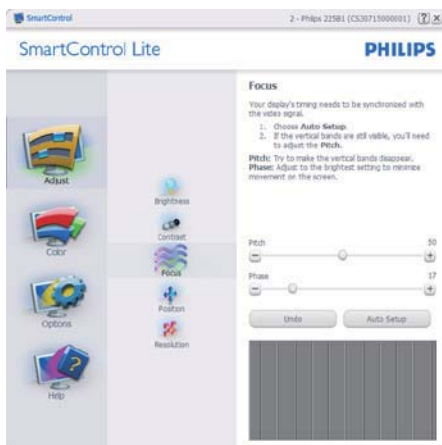 SmartControl
2 - Philips 225B1 (CS30715000001)
SmartControl Lite
PHILIPS
Adjust
Color
Options
Help
Brightness
Contrast
Focus
Position
Resolution
Focus
Your display's timing needs to be synchronized with
the video signal.
1. Choose Auto Setup.
2. If the vertical bands are still visible, you'll need
to adjust the Pitch.
Pitch: Try to make the vertical bands disappear.
Phase: Adjust to the brightest setting to minimize
movement on the screen.
Pitch 50
Phase 17
Undo Auto Setup